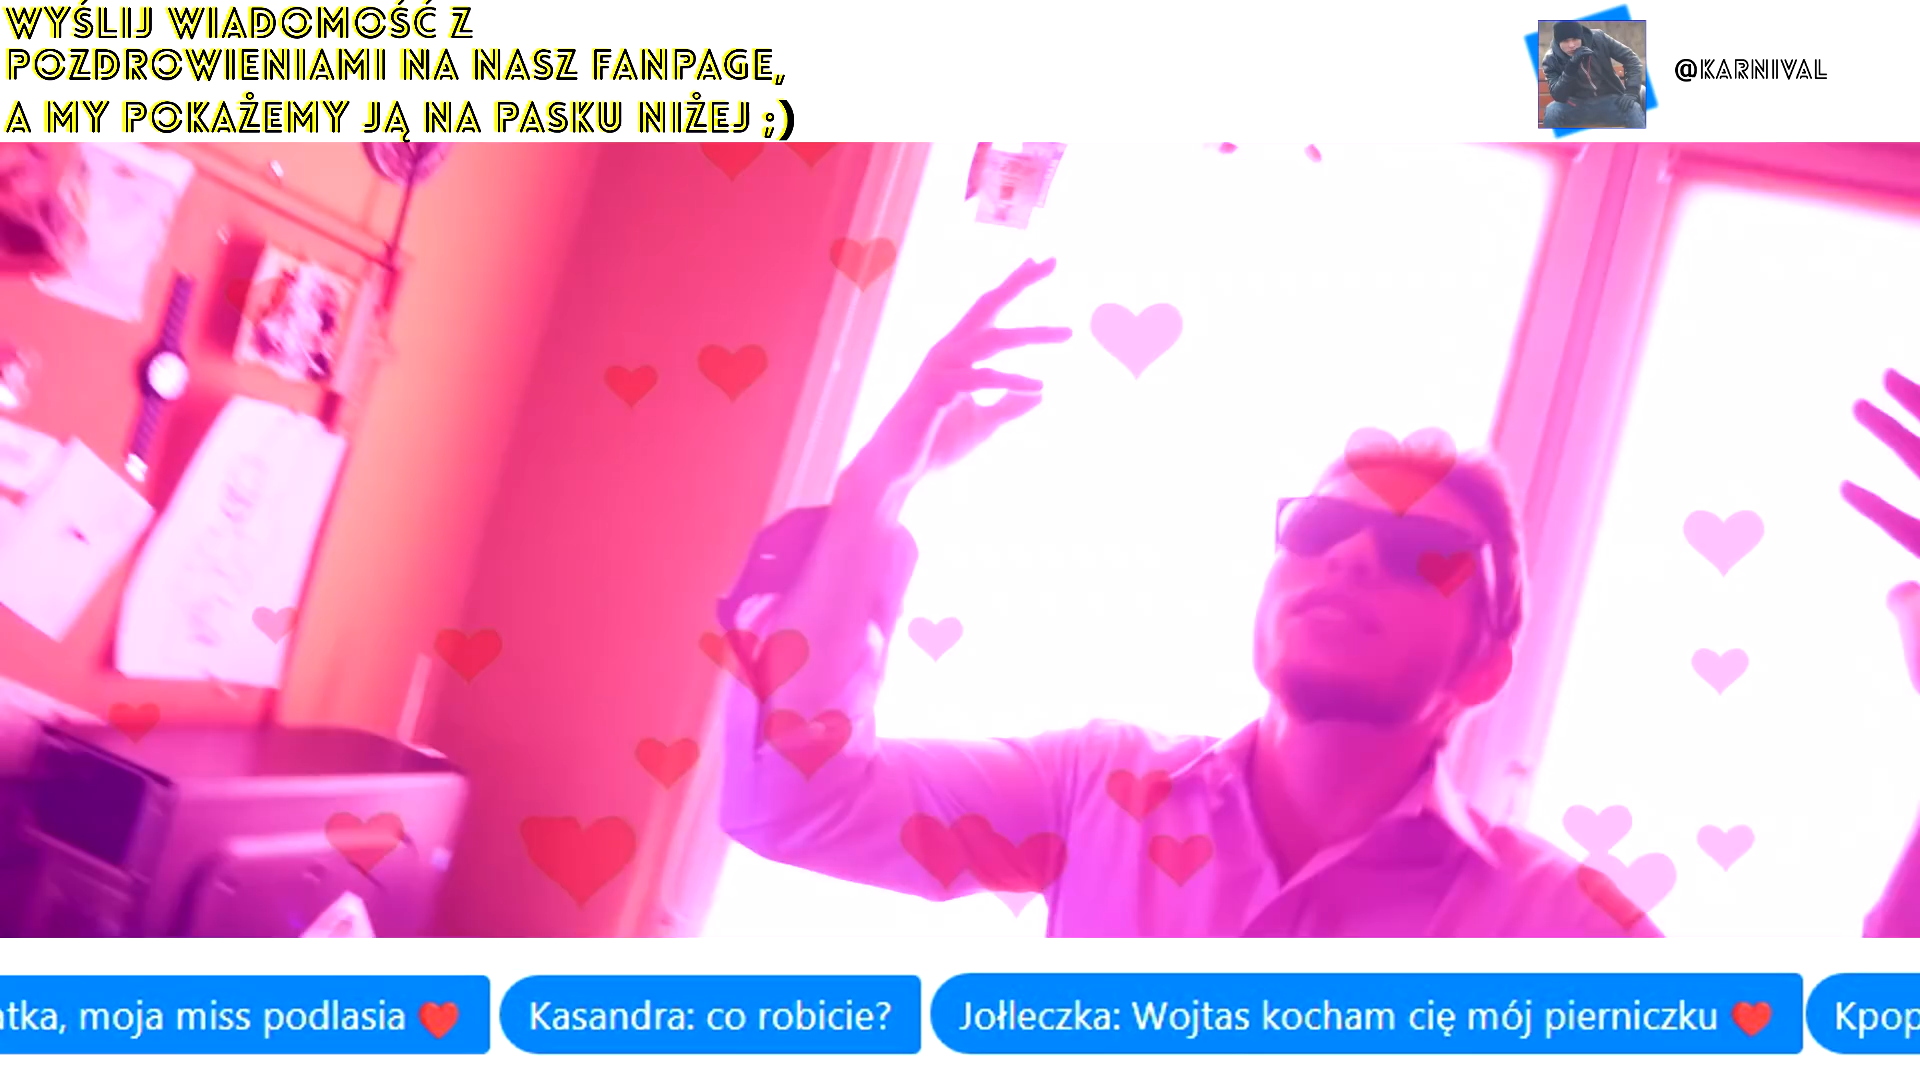 WYŚLIJ WIADOMOŚĆ Z
POZDROWIENIAMI NA NASZ FANPAGE,
A MY POKAŻEMY JĄ NA PASKU NIŻEJ ;)
@KARNIVAL
moja miss podlasia ❤
Kasandra: co robicie?
Jołleczka: Wojtas kocham cię mój pierniczku ❤
Kpop